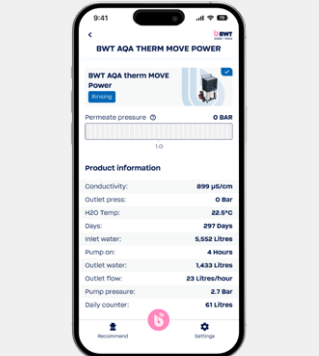 9:41
BWT
BWT AQA THERM MOVE POWER
BWT AQA therm MOVE
Power
Rinsing
Permeate pressure 0 BAR
1.0
Product information
Conductivity: 899 µS/cm
Outlet press: 0 Bar
H2O Temp: 22.5°C
Days: 297 Days
Inlet water: 5,552 Litres
Pump on: 4 Hours
Outlet water: 1,433 Litres
Outlet flow: 23 Litres/hour
Pump pressure: 2.7 Bar
Daily counter: 61 Litres
Recommend Settings